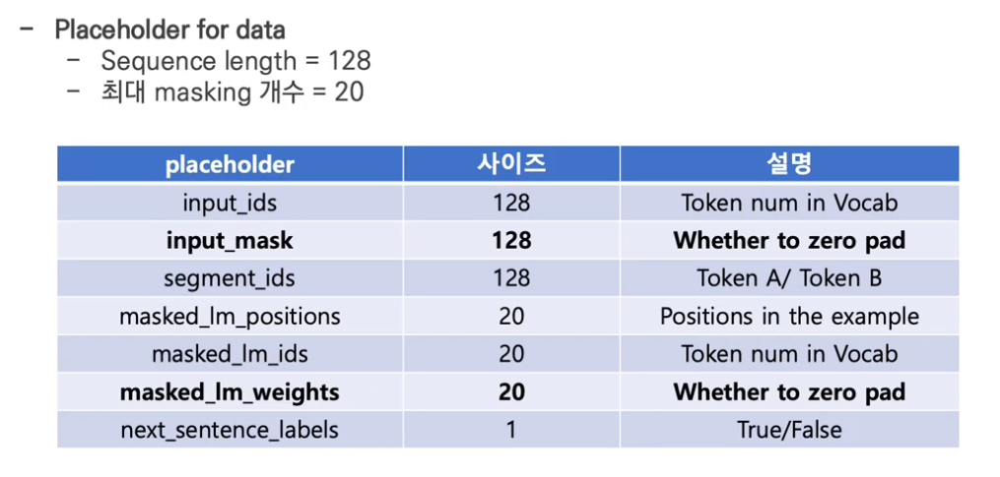 - Placeholder for data
- Sequence length = 128
- 최대 masking 개수 = 20
placeholder 사이즈 설명
input_ids 128 Token num in Vocab
input_mask 128 Whether to zero pad
segment_ids 128 Token A/ Token B
masked_lm_positions 20 Positions in the example
masked_lm_ids 20 Token num in Vocab
masked_lm_weights 20 Whether to zero pad
next_sentence_labels 1 True/False